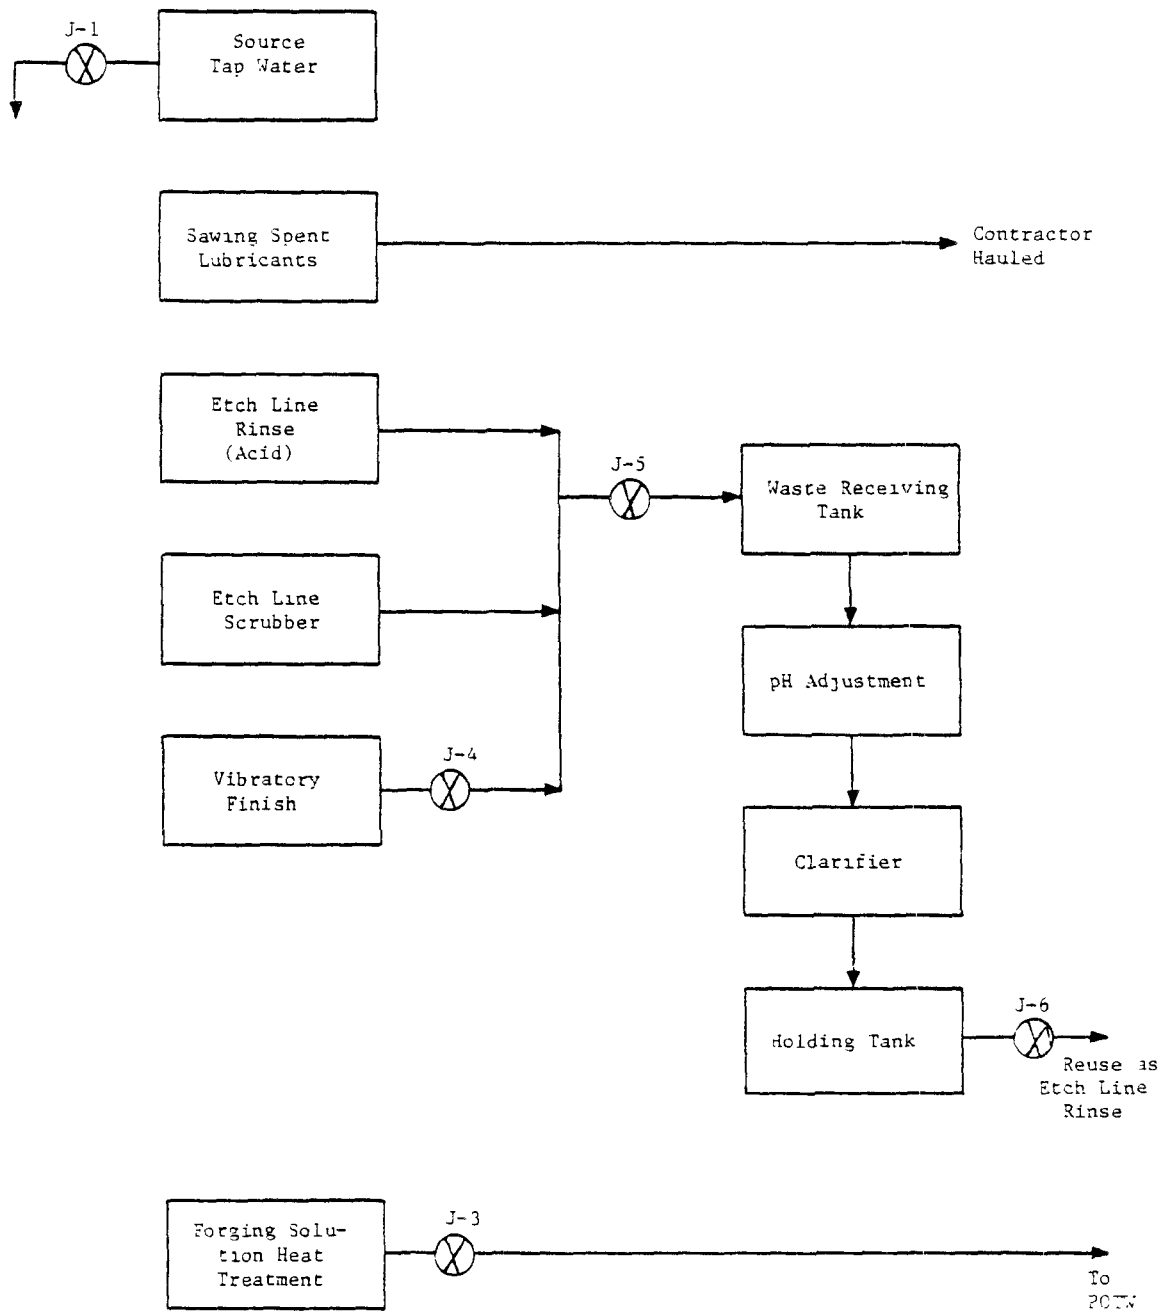 J-1
Source
Tap Water
Sawing Spent
Lubricants
Contractor
Hauled
Etch Line
Rinse
(Acid)
J-5
Waste Receiving
Tank
Etch Line
Scrubber
pH Adjustment
Vibratory
Finish
J-4
Clarifier
Holding Tank
J-6
Reuse as
Etch Line
Rinse
Forging Solu-
tion Heat
Treatment
J-3
To
POTW